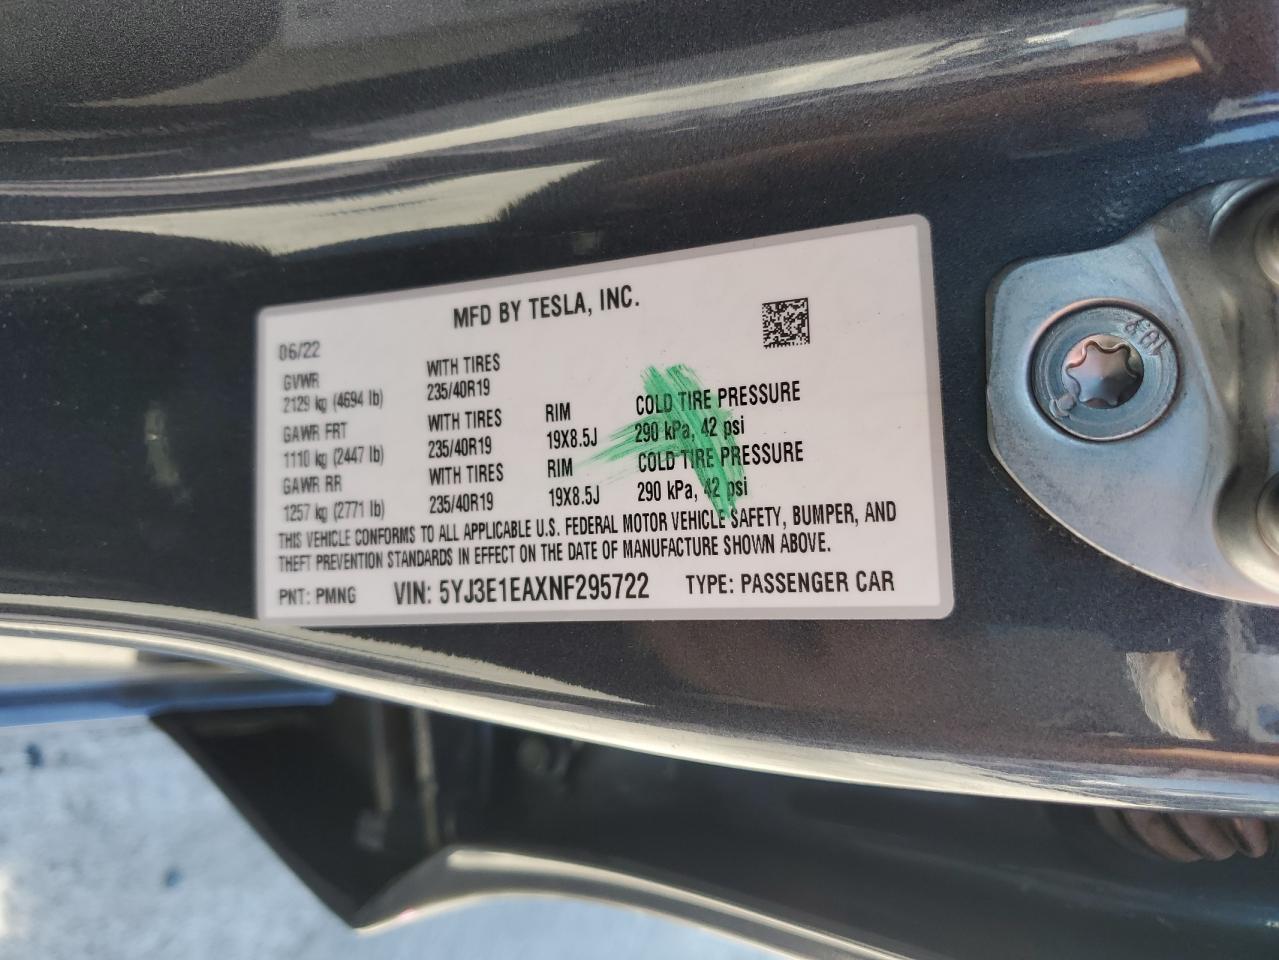 MFD BY TESLA, INC.
06/22
GVWR
2129 kg (4694 lb)
WITH TIRES
235/40R19
GAWR FRT
1110 kg (2447 lb)
WITH TIRES
235/40R19
RIM
19X8.5J
COLD TIRE PRESSURE
290 kPa, 42 psi
GAWR RR
1257 kg (2771 lb)
WITH TIRES
235/40R19
RIM
19X8.5J
COLD TIRE PRESSURE
290 kPa, 42 psi
THIS VEHICLE CONFORMS TO ALL APPLICABLE U.S. FEDERAL MOTOR VEHICLE SAFETY, BUMPER, AND
THEFT PREVENTION STANDARDS IN EFFECT ON THE DATE OF MANUFACTURE SHOWN ABOVE.
PNT: PMNG VIN: 5YJ3E1EAXNF295722 TYPE: PASSENGER CAR